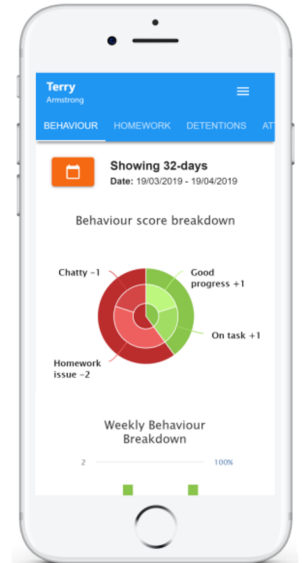 Terry
Armstrong
BEHAVIOUR HOMEWORK DETENTIONS AT
Showing 32-days
Date: 19/03/2019 - 19/04/2019
Behaviour score breakdown
Chatty -1
Good
progress +1
On task +1
Homework
issue -2
Weekly Behaviour
Breakdown
2 100%